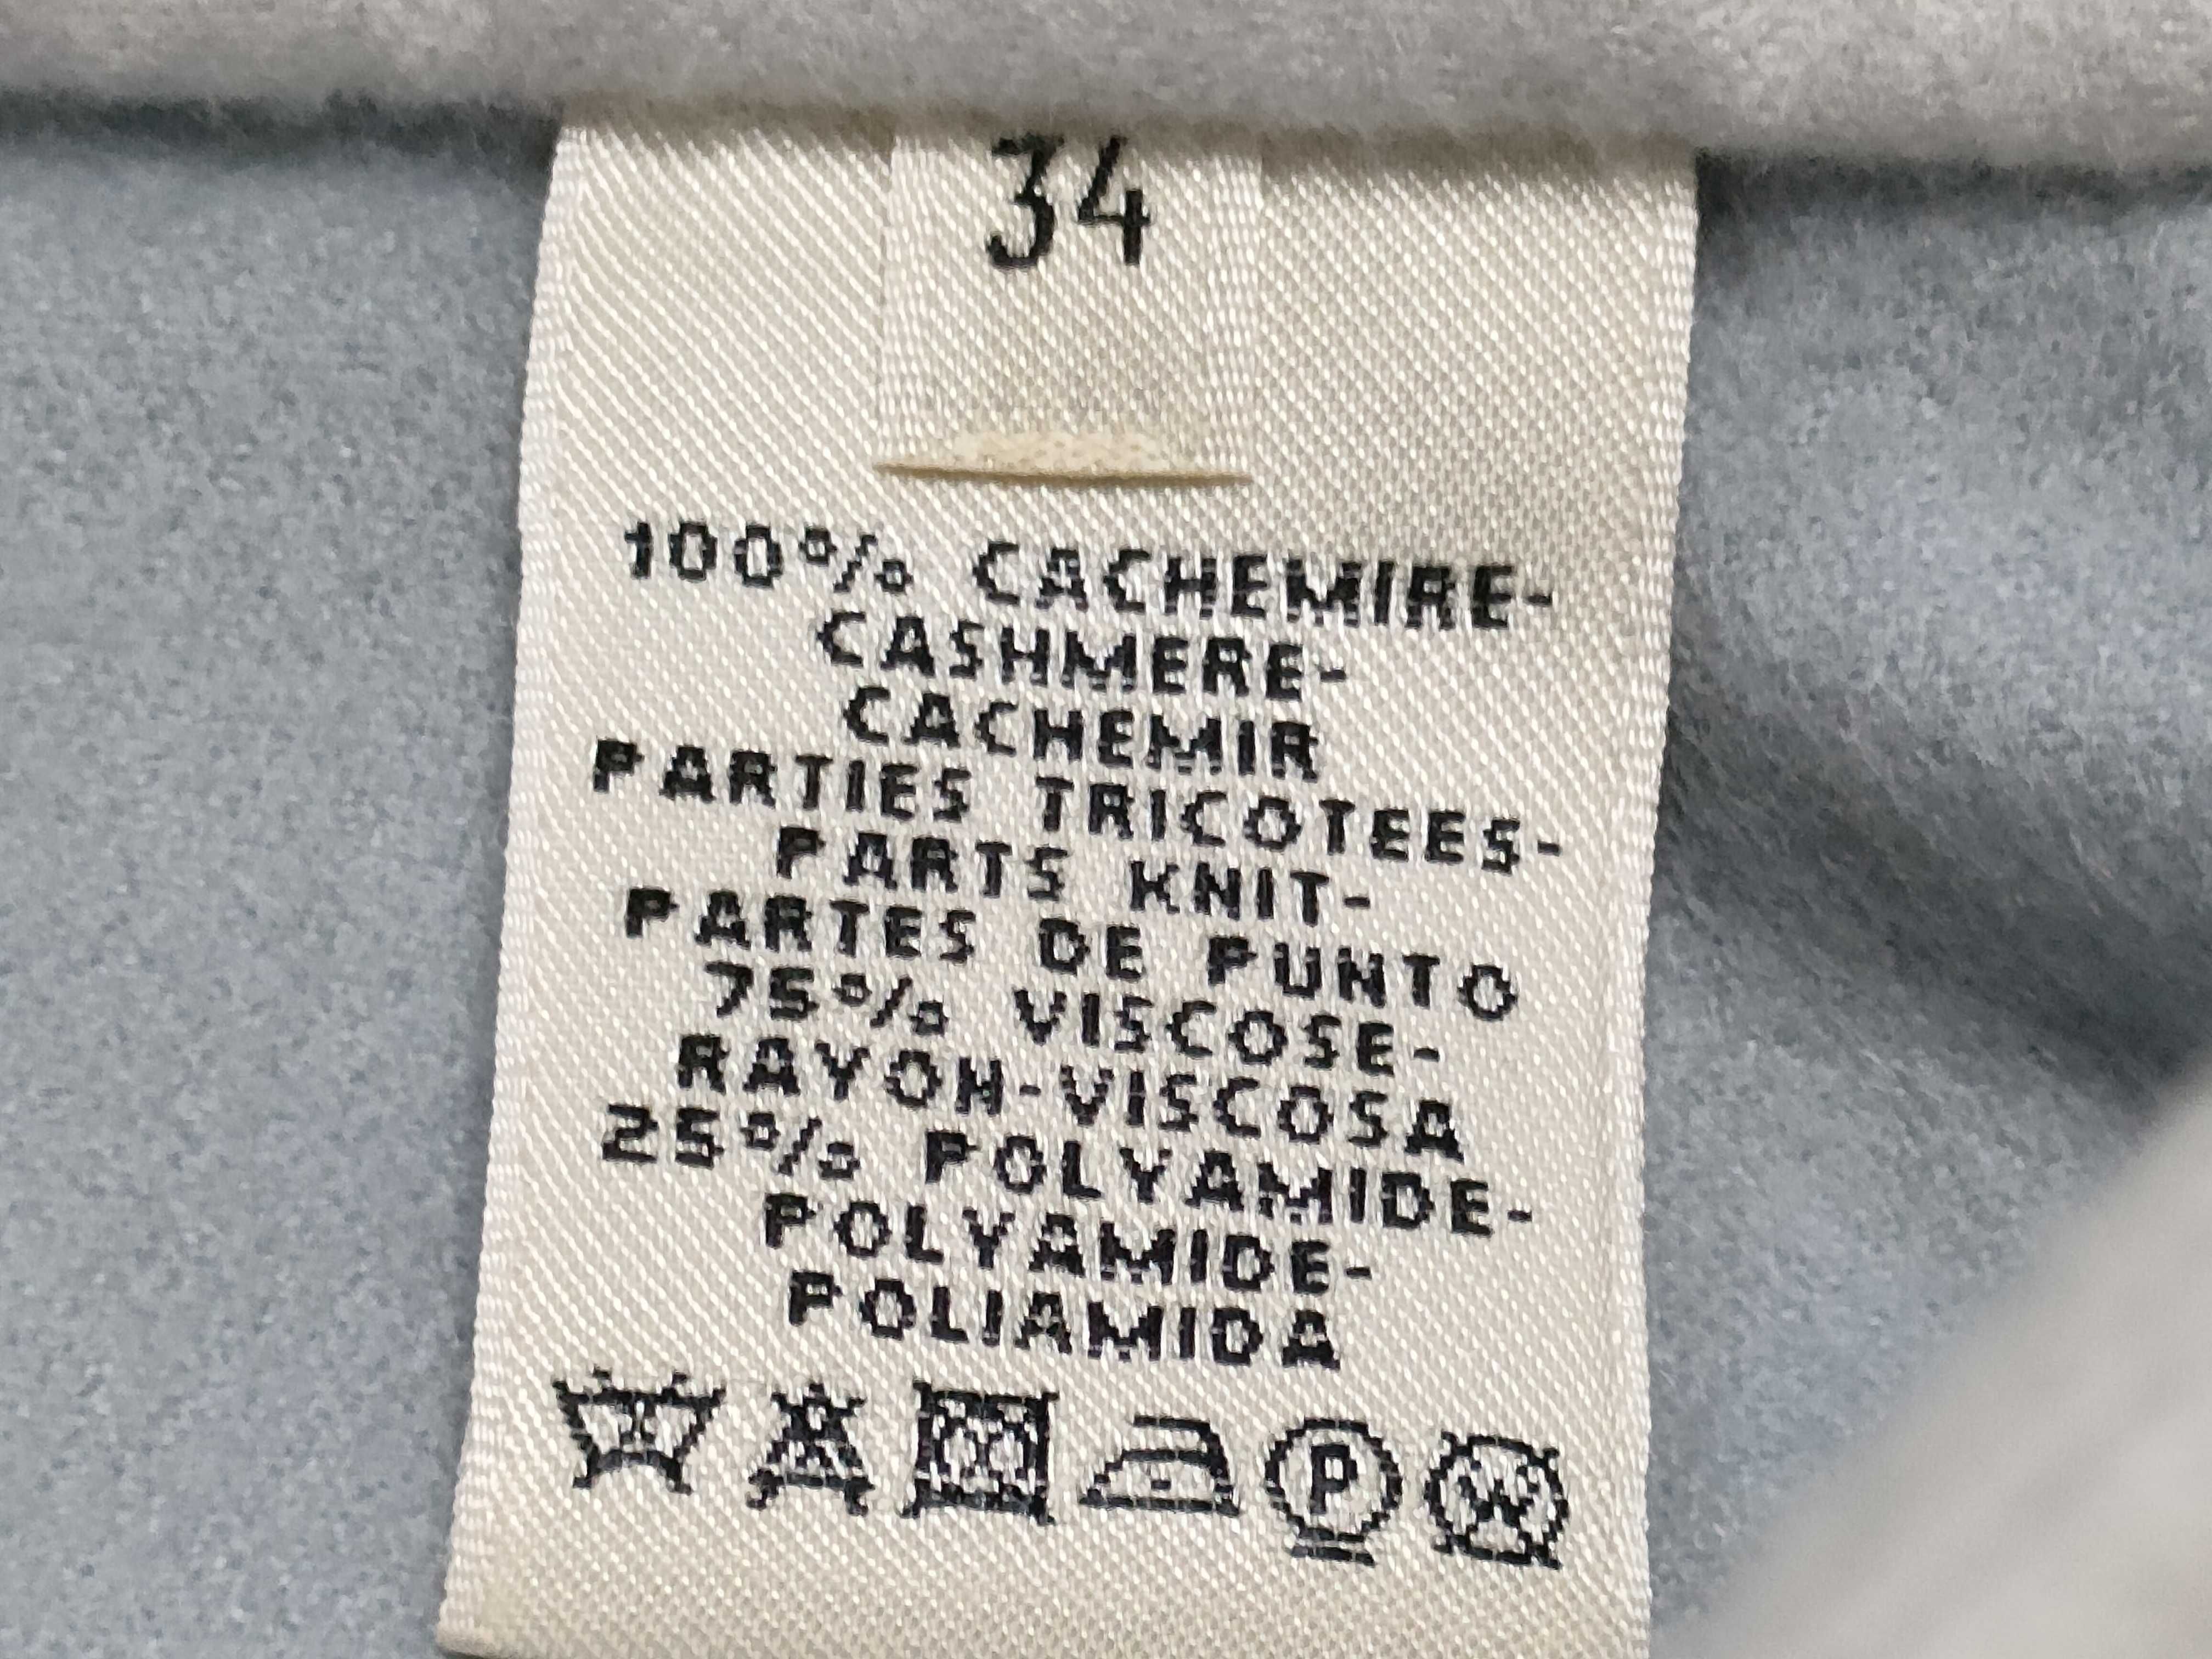 34
100% CACHEMIRE-
CASHMERE-
CACHEMIR
PARTIES TRICOTEES-
PARTS KNIT-
PARTES DE PUNTO
75% VISCOSE-
RAYON-VISCOSA
25% POLYAMIDE-
POLYAMIDE-
POLIAMIDA
P W